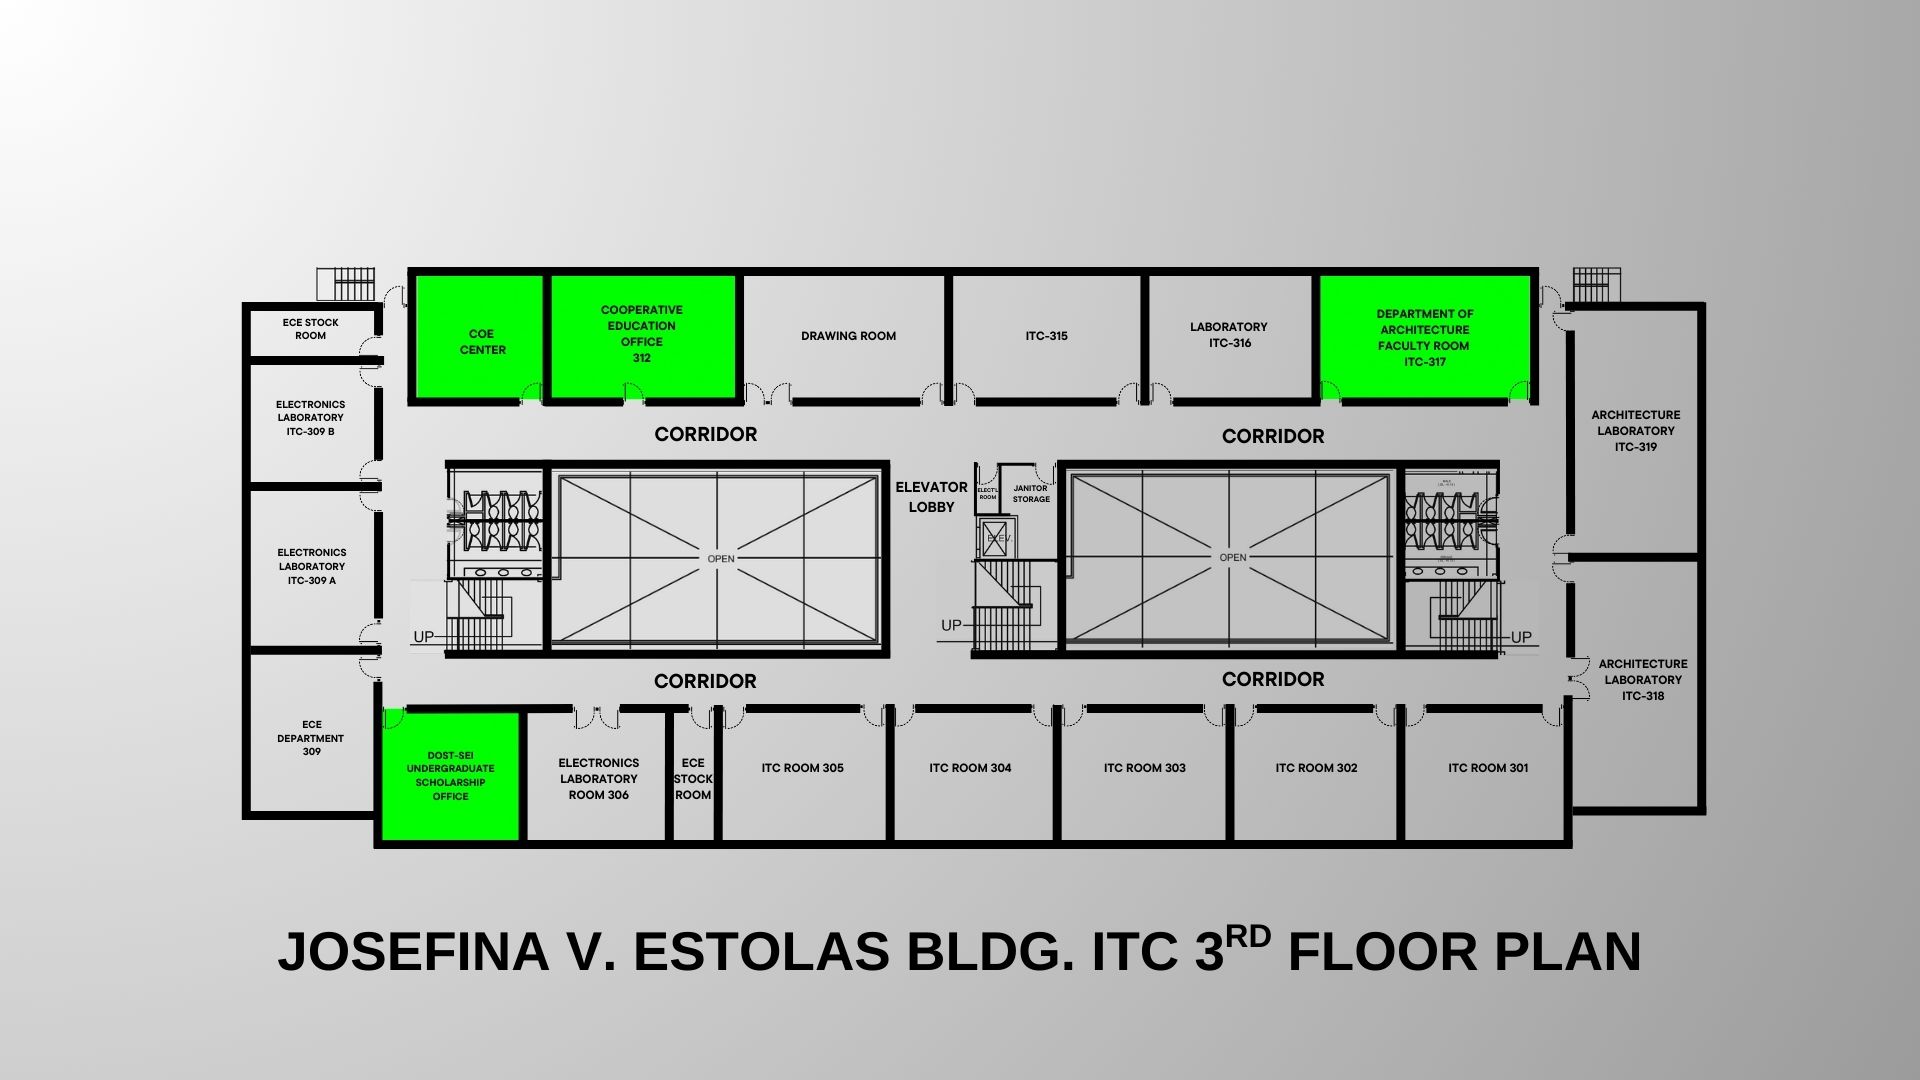 ECE STOCK
ROOM
COE
CENTER
COOPERATIVE
EDUCATION
OFFICE
312
DRAWING ROOM
ITC-315
LABORATORY
ITC-316
DEPARTMENT OF
ARCHITECTURE
FACULTY ROOM
ITC-317
ELECTRONICS
LABORATORY
ITC-309 B
ARCHITECTURE
LABORATORY
ITC-319
CORRIDOR
CORRIDOR
ELEVATOR
LOBBY
ELECT'L
ROOM
JANITOR
STORAGE
ELEV.
OPEN
OPEN
ELECTRONICS
LABORATORY
ITC-309 A
UP
UP
UP
CORRIDOR
CORRIDOR
ARCHITECTURE
LABORATORY
ITC-318
ECE
DEPARTMENT
309
DOST-SEI
UNDERGRADUATE
SCHOLARSHIP
OFFICE
ELECTRONICS
LABORATORY
ROOM 306
ECE
STOCK
ROOM
ITC ROOM 305
ITC ROOM 304
ITC ROOM 303
ITC ROOM 302
ITC ROOM 301
JOSEFINA V. ESTOLAS BLDG. ITC 3RD FLOOR PLAN